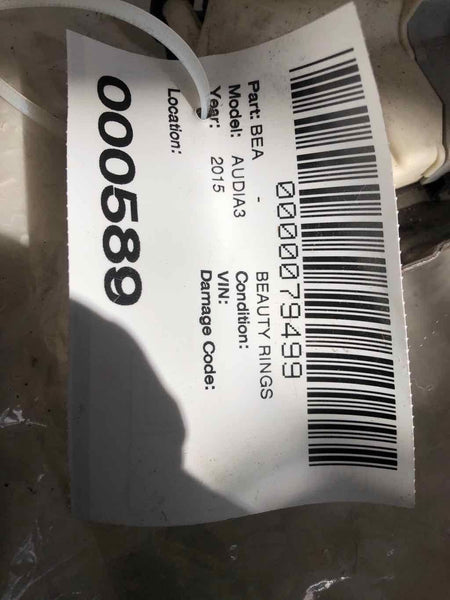 0000079499
Part: BEA - BEAUTY RINGS
Model: AUDIA3 Condition:
Year: 2015 VIN:
Damage Code:
Location:
000589